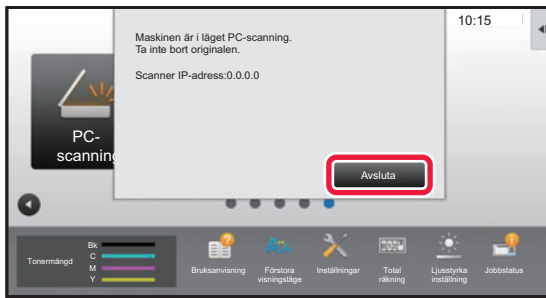 10:15
Maskinen är i läget PC-scanning.
Ta inte bort originalen.
Scanner IP-adress:0.0.0.0
PC-
scanning
Avsluta
Tonermängd
Bk
C
M
Y
Bruksanvisning
Förstora
visningsläge
Inställningar
Total
räkning
Ljusstyrka
inställning
Jobbstatus